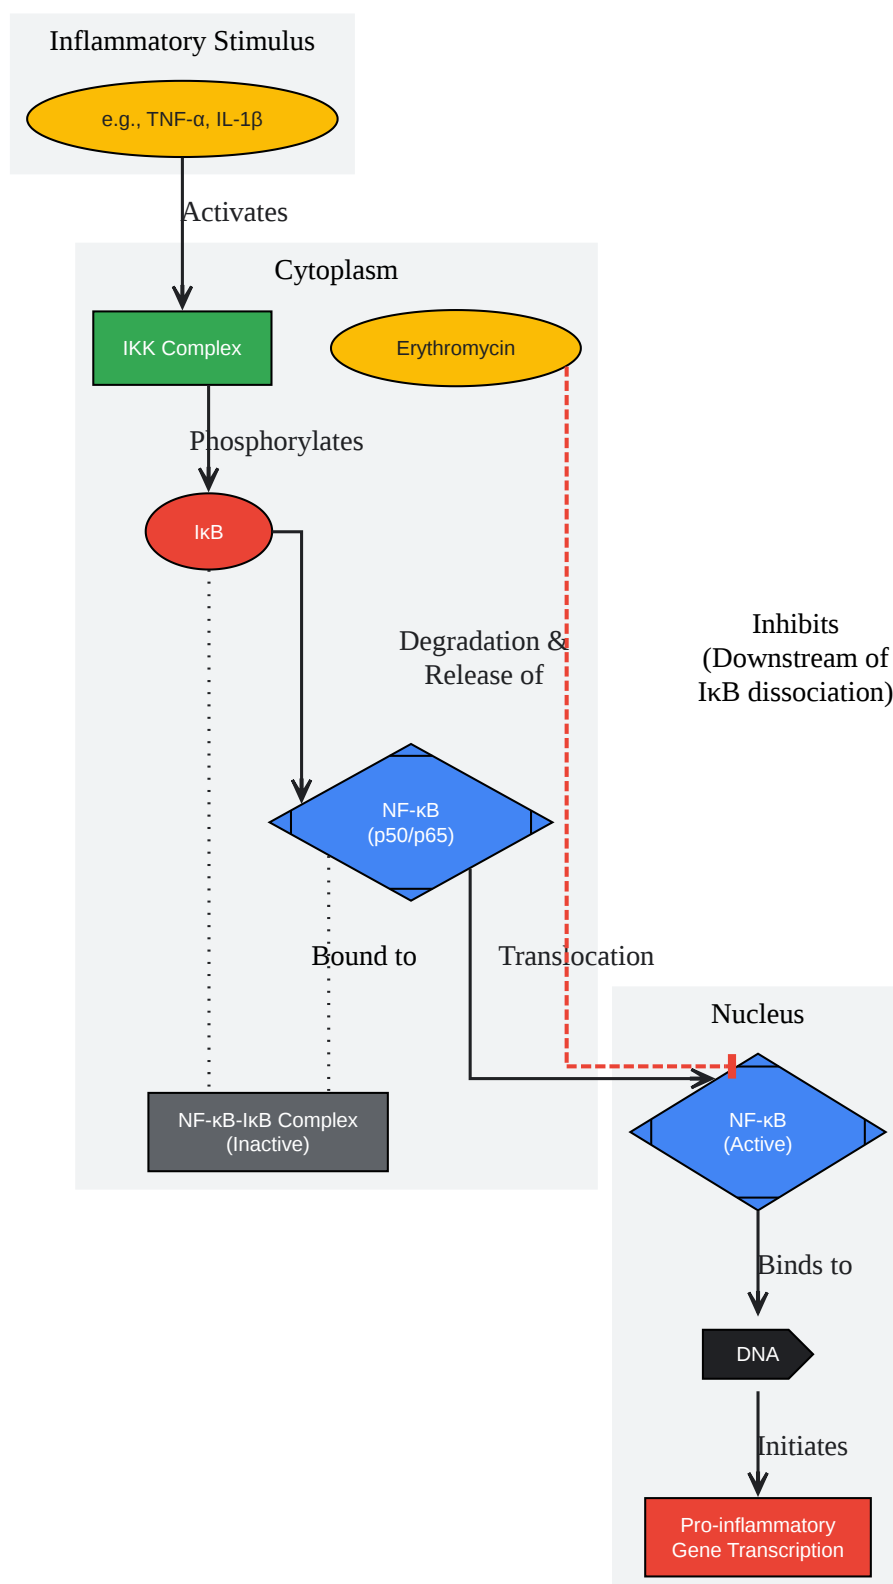 Inflammatory Stimulus
e.g., TNF-α, IL-1β
Activates
Cytoplasm
IKK Complex
Erythromycin
Phosphorylates
IκB
Degradation &
Release of
Inhibits
(Downstream of
IκB dissociation)
NF-κB
(p50/p65)
Bound to
Translocation
Nucleus
NF-κB-IκB Complex
(Inactive)
NF-κB
(Active)
Binds to
DNA
Initiates
Pro-inflammatory
Gene Transcription